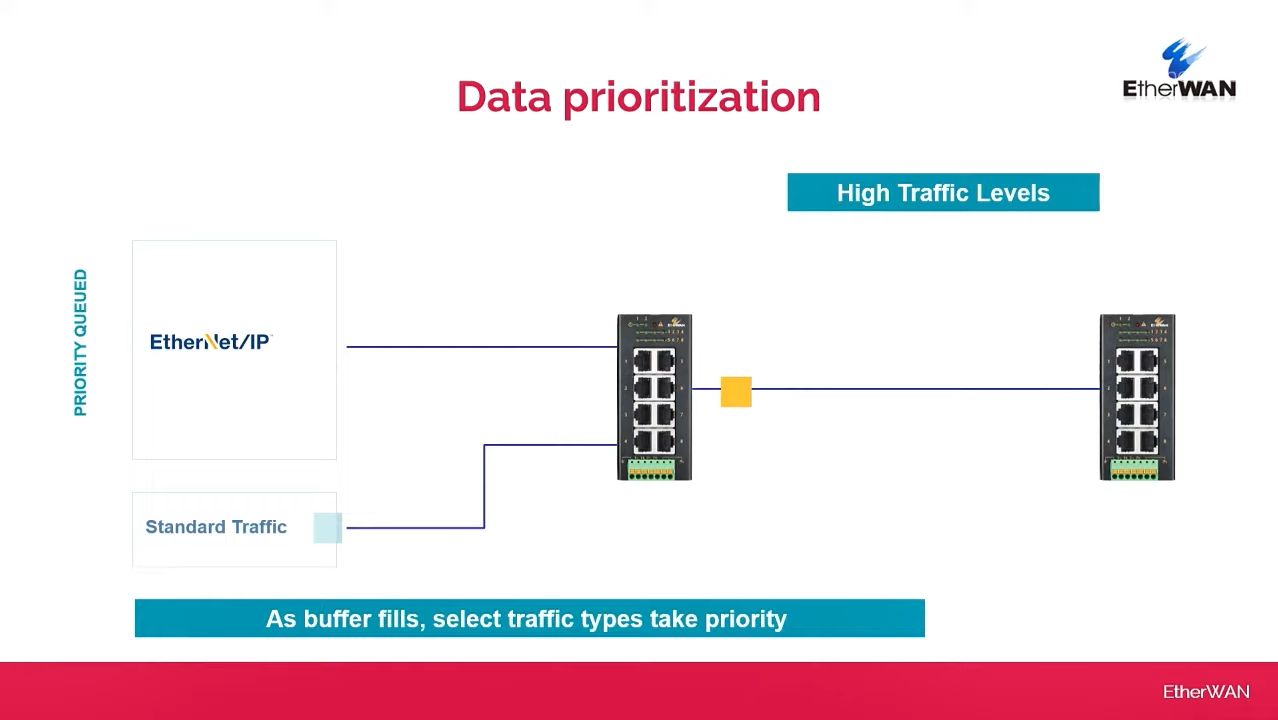 Data prioritization
EtherWAN
High Traffic Levels
PRIORITY QUEUED
EtherNet/IP™
Standard Traffic
As buffer fills, select traffic types take priority
EtherWAN